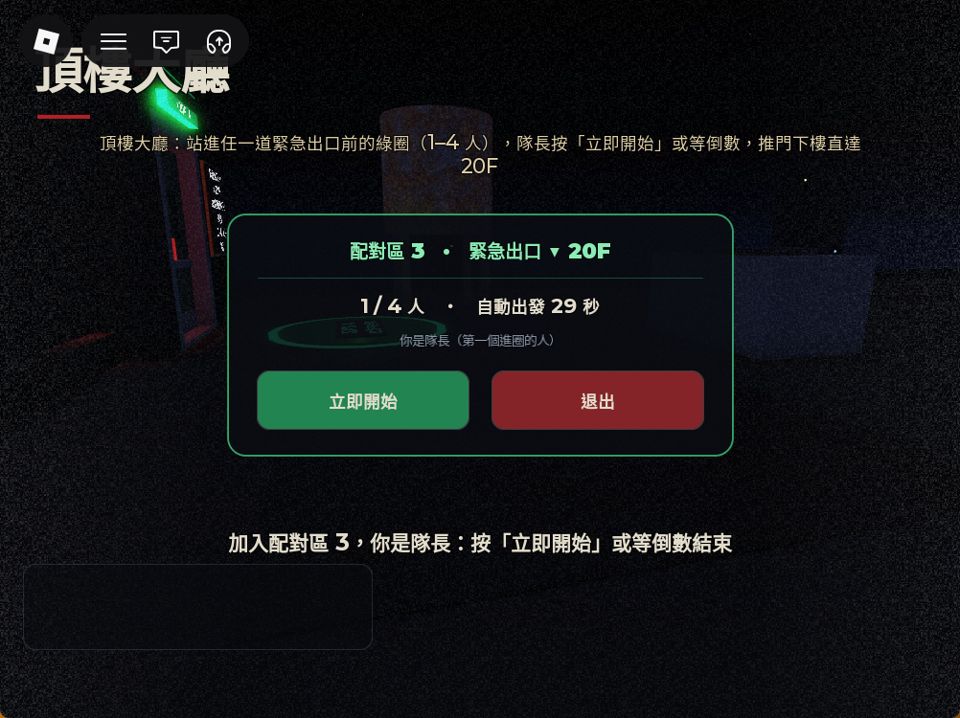 頂樓大廳
頂樓大廳：站進任一道緊急出口前的綠圈（1–4 人），隊長按「立即開始」或等倒數，推門下樓直達
20F
配對區 3 • 緊急出口 ▼ 20F
1 / 4 人 • 自動出發 29 秒
你是隊長（第一個進圈的人）
立即開始
退出
加入配對區 3，你是隊長：按「立即開始」或等倒數結束